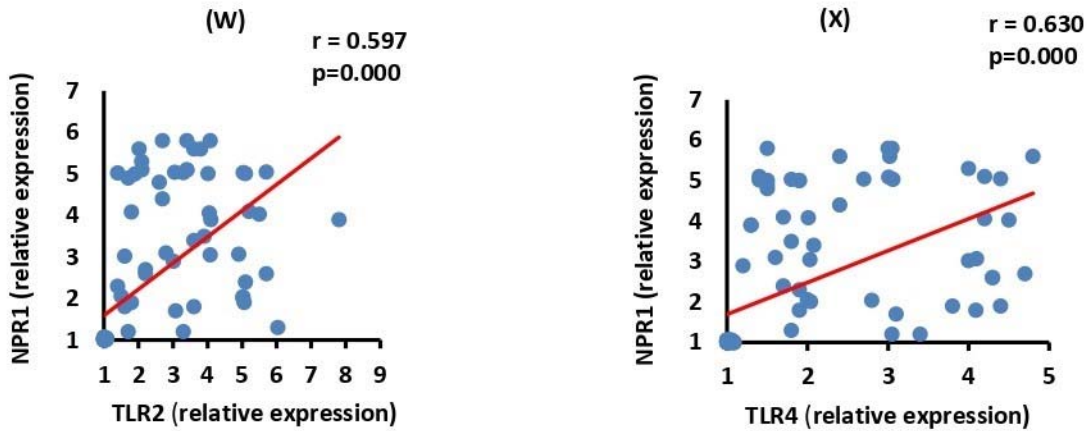 (W)
r = 0.597
p=0.000
NPR1 (relative expression)
7
6
5
4
3
2
1
1 2 3 4 5 6 7 8 9
TLR2 (relative expression)
(X)
r = 0.630
p=0.000
NPR1 (relative expression)
7
6
5
4
3
2
1
1 2 3 4 5
TLR4 (relative expression)